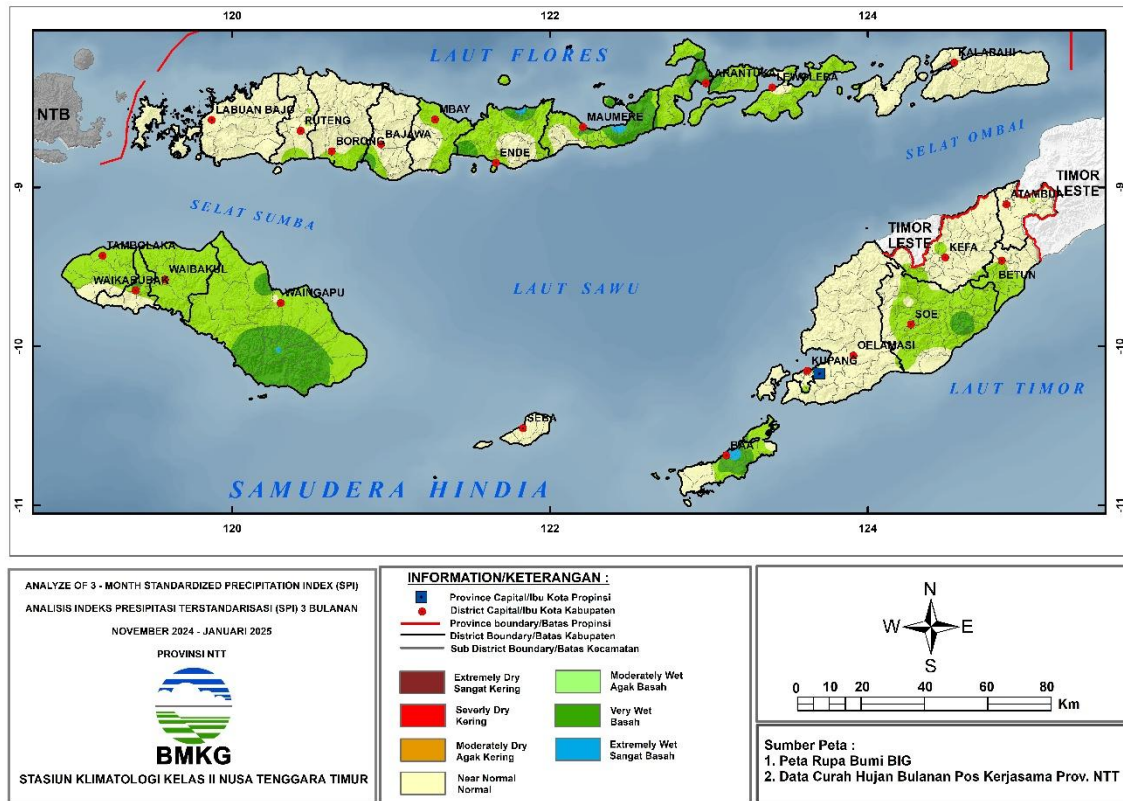 120
122
124
LAUT FLORES
KALABAHI
LARANTUKA
LEWOLEBA
NTB
LABUAN BAJO
MBAY
RUTENG
MAUMERE
BORONG
BAJAWA
ENDE
SELAT OMBAI
-9
-9
TIMOR
LESTE
ATAMBUA
SELAT SUMBA
TIMOR
LESTE
TAMBOLAKA
KEFA
WAIBAKUL
BETUN
WAIKABUBAK
WAINGAPU
LAUT SAWU
SOE
-10
-10
OELAMASI
KUPANG
LAUT TIMOR
SEBA
BAA
SAMUDERA HINDIA
-11
-11
120
122
124
ANALYZE OF 3 - MONTH STANDARDIZED PRECIPITATION INDEX (SPI)
ANALISIS INDEKS PRESIPITASI TERSTANDARISASI (SPI) 3 BULANAN
NOVEMBER 2024 - JANUARI 2025
PROVINSI NTT
BMKG
STASIUN KLIMATOLOGI KELAS II NUSA TENGGARA TIMUR
INFORMATION/KETERANGAN :
Province Capital/Ibu Kota Propinsi
District Capital/Ibu Kota Kabupaten
Province boundary/Batas Propinsi
District Boundary/Batas Kabupaten
Sub District Boundary/Batas Kecamatan
Extremely Dry
Sangat Kering
Severly Dry
Kering
Moderately Dry
Agak Kering
Near Normal
Normal
Moderately Wet
Agak Basah
Very Wet
Basah
Extremely Wet
Sangat Basah
N
W E
S
0 10 20 40 60 80
Km
Sumber Peta :
1. Peta Rupa Bumi BIG
2. Data Curah Hujan Bulanan Pos Kerjasama Prov. NTT